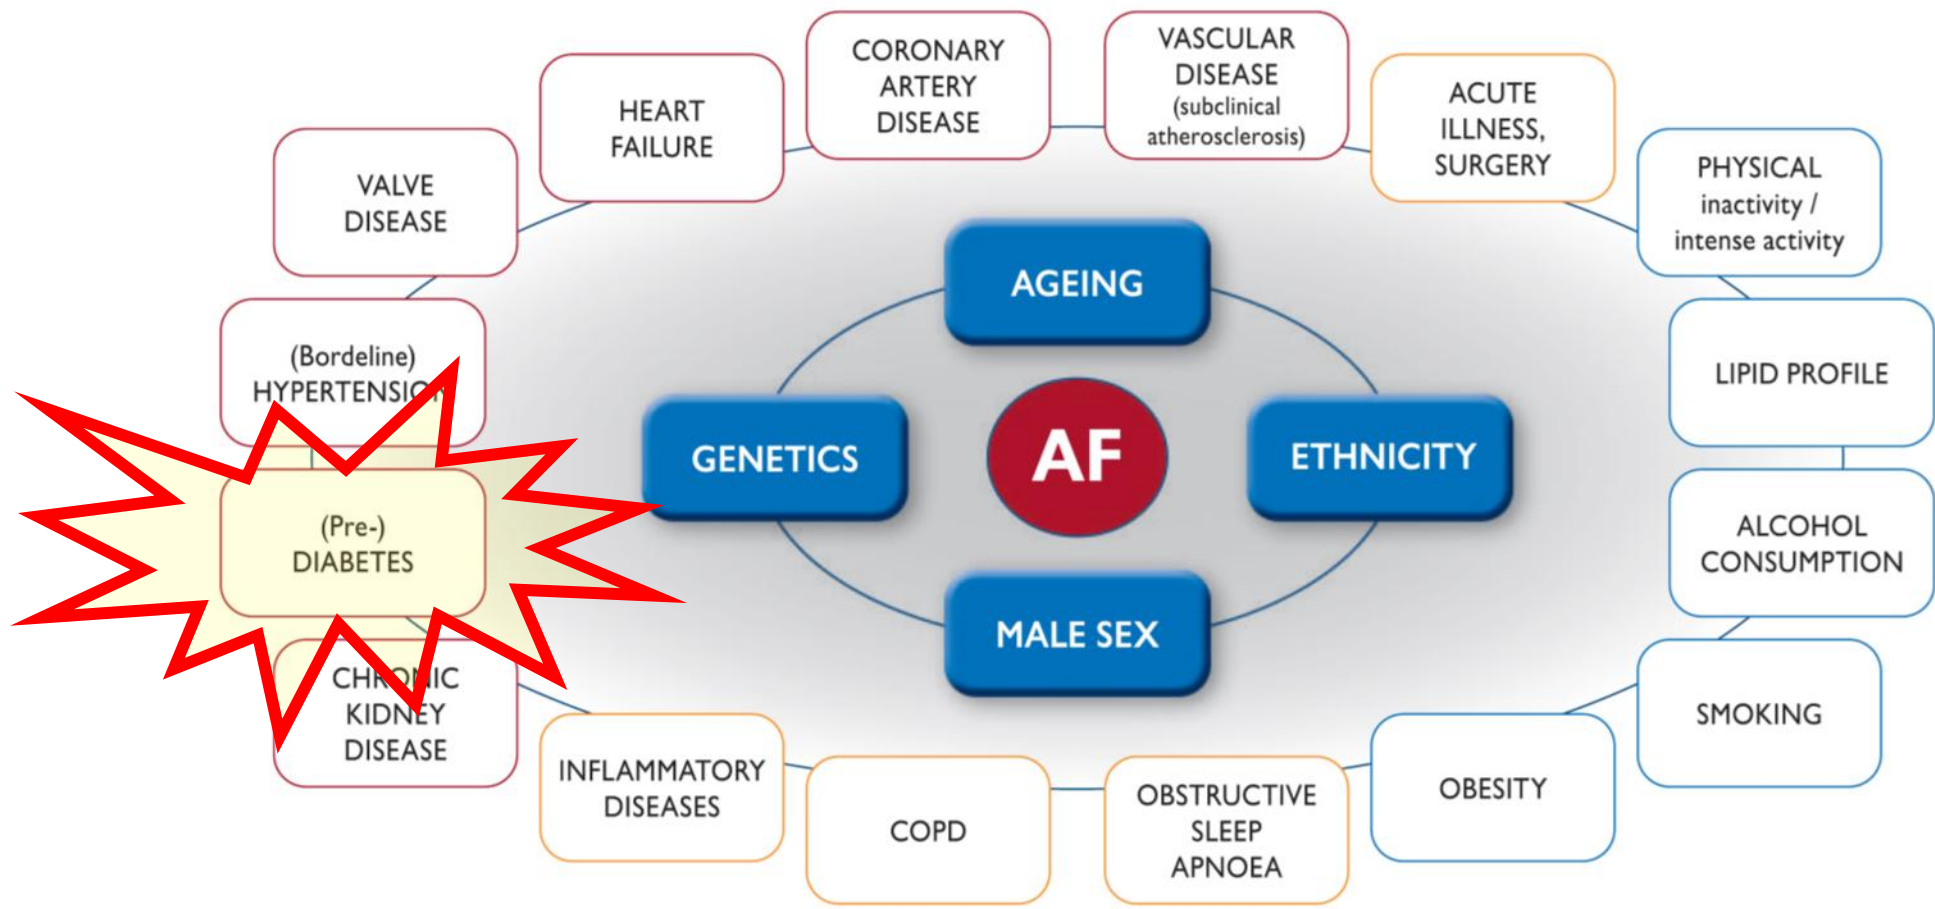 CORONARY
ARTERY
DISEASE
VASCULAR
DISEASE
(subclinical
atherosclerosis)
HEART
FAILURE
ACUTE
ILLNESS,
SURGERY
VALVE
DISEASE
PHYSICAL
inactivity /
intense activity
AGEING
(Bordeline)
HYPERTENSION
LIPID PROFILE
GENETICS
AF
ETHNICITY
(Pre-)
DIABETES
ALCOHOL
CONSUMPTION
MALE SEX
CHRONIC
KIDNEY
DISEASE
SMOKING
INFLAMMATORY
DISEASES
COPD
OBSTRUCTIVE
SLEEP
APNOEA
OBESITY